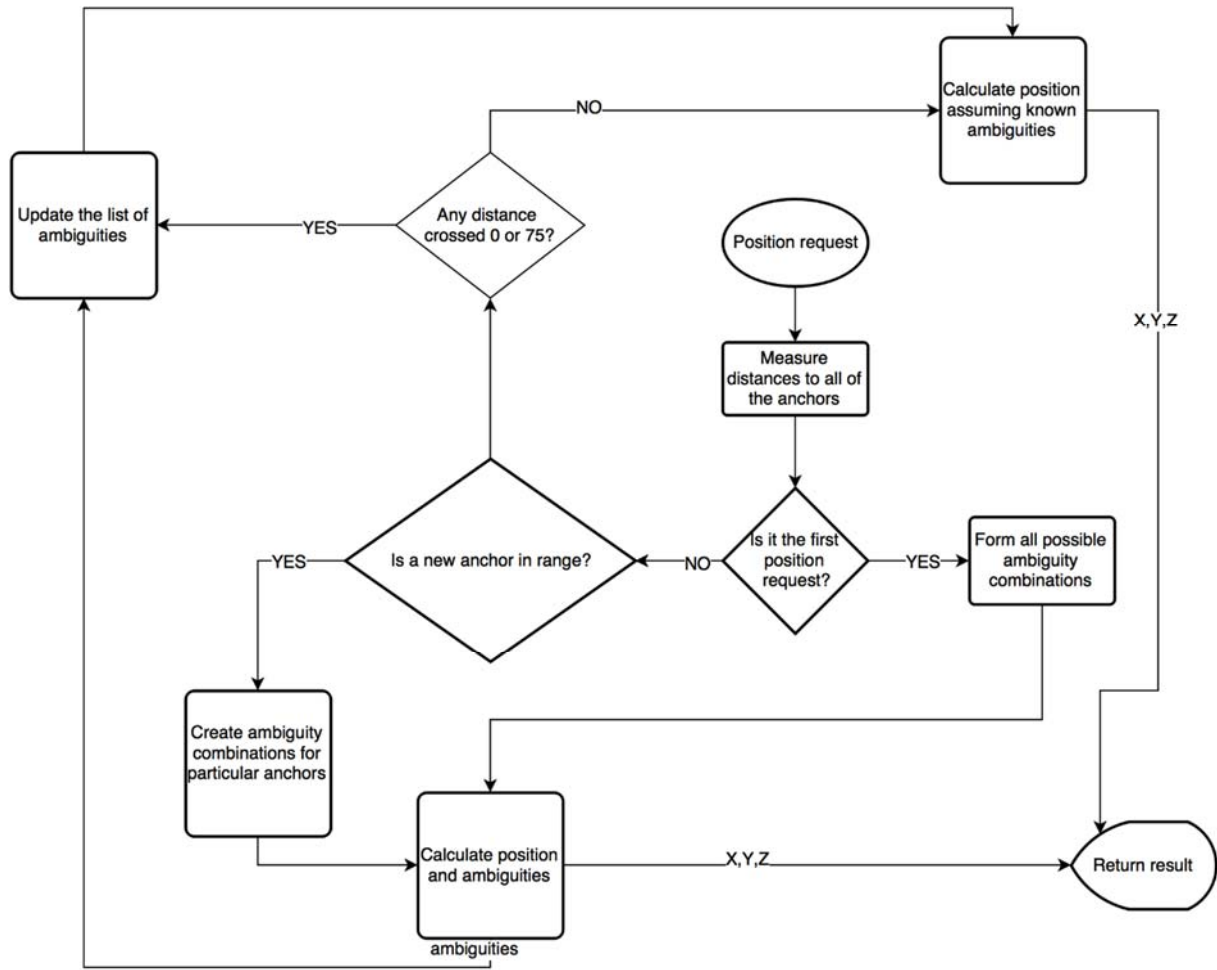 Calculate position
assuming known
ambiguities
NO
Update the list of
ambiguities
YES
Any distance
crossed 0 or 75?
Position request
X,Y,Z
Measure
distances to all of
the anchors
YES
Is a new anchor in range?
NO
Is it the first
position
request?
YES
Form all possible
ambiguity
combinations
Create ambiguity
combinations for
particular anchors
Calculate position
and ambiguities
X,Y,Z
Return result
ambiguities